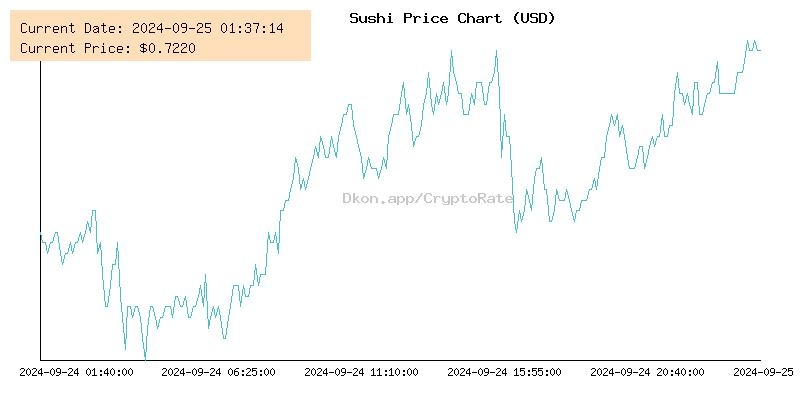 Sushi Price Chart (USD)
Current Date: 2024-09-25 01:37:14
Current Price: $0.7220
Dkon.app/CryptoRate
2024-09-24 01:40:00 2024-09-24 06:25:00 2024-09-24 11:10:00 2024-09-24 15:55:00 2024-09-24 20:40:00 2024-09-25